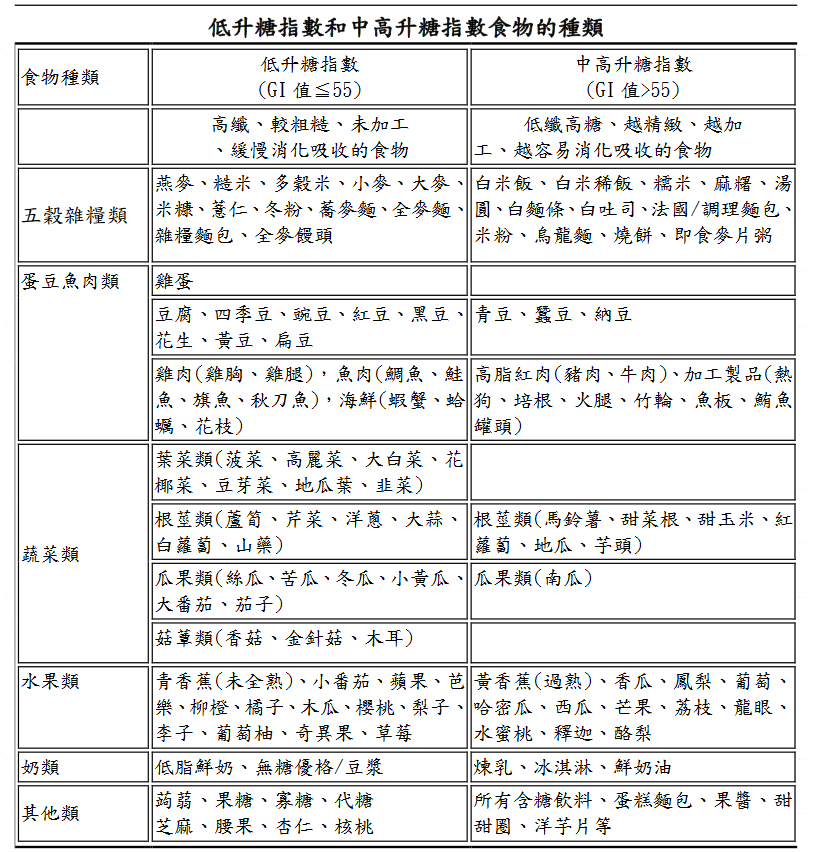 低升糖指數和中高升糖指數食物的種類
食物種類
低升糖指數
(GI 值≦55)
中高升糖指數
(GI 值>55)
高纖、較粗糙、未加工
、緩慢消化吸收的食物
低纖高糖、越精緻、越加
工、越容易消化吸收的食物
五穀雜糧類
燕麥、糙米、多穀米、小麥、大麥、
米糠、薏仁、冬粉、蕎麥麵、全麥麵、
雜糧麵包、全麥饅頭
白米飯、白米稀飯、糯米、麻糬、湯
圓、白麵條、白吐司、法國/調理麵包、
米粉、烏龍麵、燒餅、即食麥片粥
蛋豆魚肉類
雞蛋
豆腐、四季豆、豌豆、紅豆、黑豆、
花生、黃豆、扁豆
青豆、蠶豆、納豆
雞肉(雞胸、雞腿)，魚肉(鯛魚、鮭
魚、旗魚、秋刀魚)，海鮮(蝦蟹、蛤
蠣、花枝)
高脂紅肉(豬肉、牛肉)、加工製品(熱
狗、培根、火腿、竹輪、魚板、鮪魚
罐頭)
蔬菜類
葉菜類(菠菜、高麗菜、大白菜、花
椰菜、豆芽菜、地瓜葉、韭菜)
根莖類(蘆筍、芹菜、洋蔥、大蒜、
白蘿蔔、山藥)
根莖類(馬鈴薯、甜菜根、甜玉米、紅
蘿蔔、地瓜、芋頭)
瓜果類(絲瓜、苦瓜、冬瓜、小黃瓜、
大番茄、茄子)
瓜果類(南瓜)
菇蕈類(香菇、金針菇、木耳)
水果類
青香蕉(未全熟)、小番茄、蘋果、芭
樂、柳橙、橘子、木瓜、櫻桃、梨子、
李子、葡萄柚、奇異果、草莓
黃香蕉(過熟)、香瓜、鳳梨、葡萄、
哈密瓜、西瓜、芒果、荔枝、龍眼、
水蜜桃、釋迦、酪梨
奶類
低脂鮮奶、無糖優格/豆漿
煉乳、冰淇淋、鮮奶油
其他類
蒟蒻、果糖、寡糖、代糖
芝麻、腰果、杏仁、核桃
所有含糖飲料、蛋糕麵包、果醬、甜
甜圈、洋芋片等